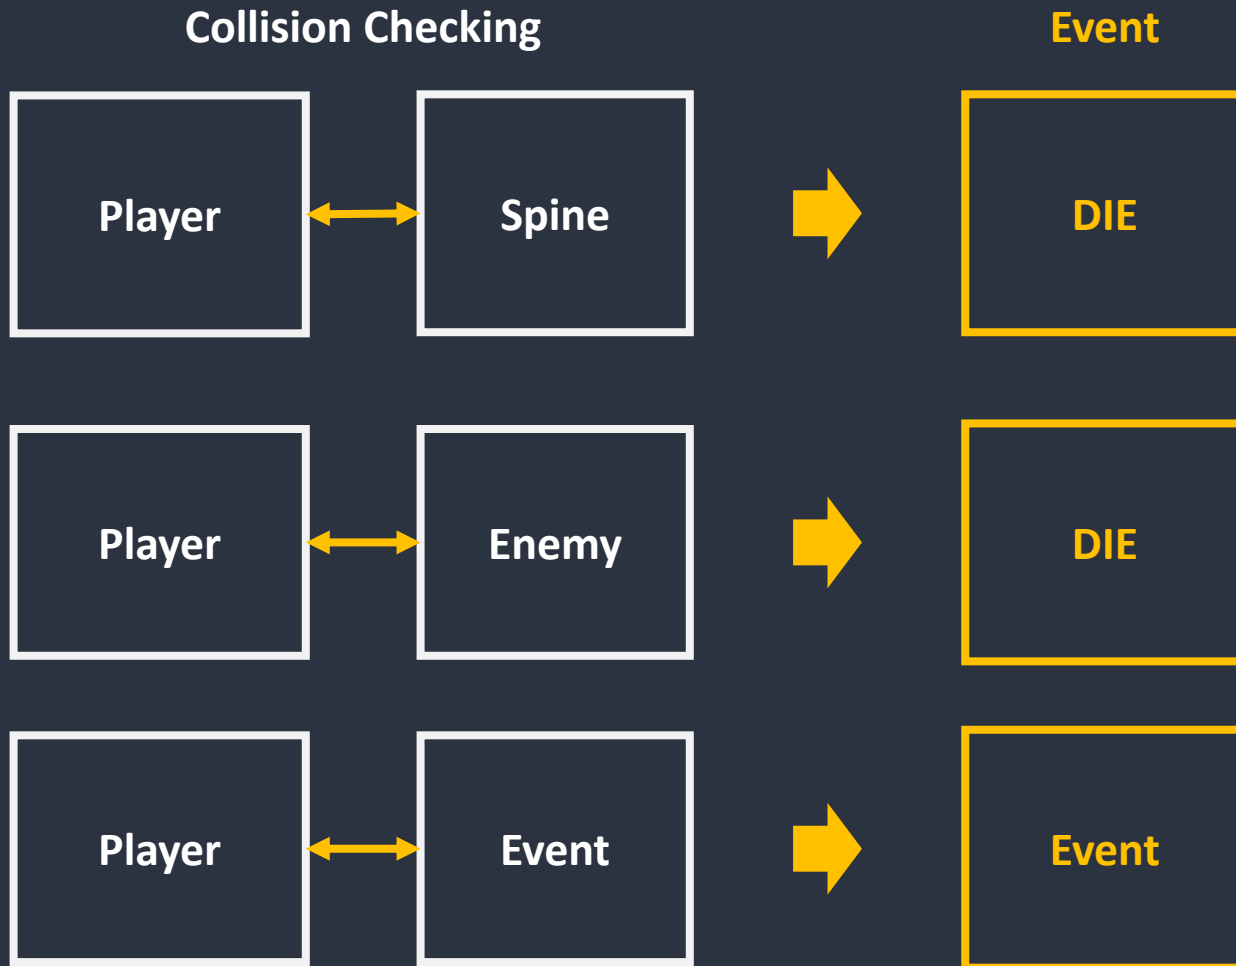 Collision Checking
Event
Player
Spine
DIE
Player
Enemy
DIE
Player
Event
Event